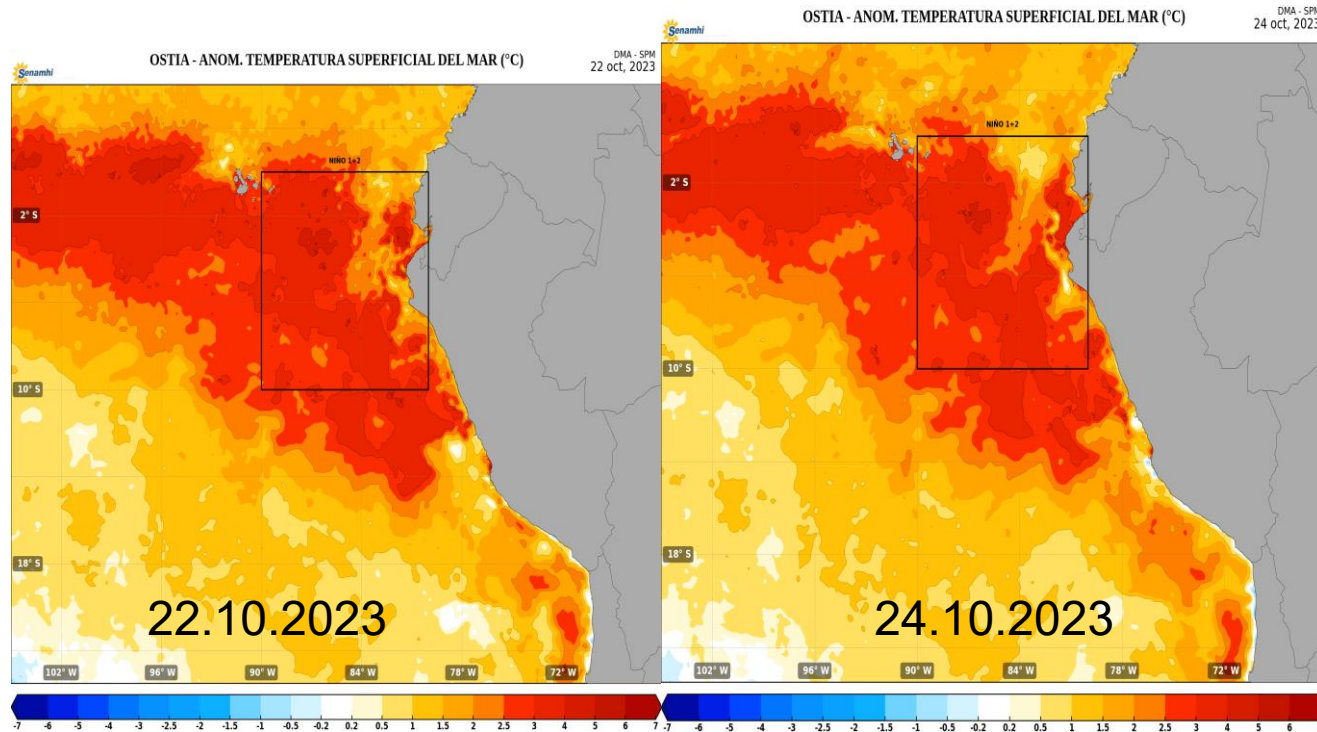 Senamhi
OSTIA - ANOM. TEMPERATURA SUPERFICIAL DEL MAR (°C)
DMA - SPM
22 oct, 2023
NIÑO 1+2
2° S
10° S
18° S
22.10.2023
102° W 96° W 90° W 84° W 78° W 72° W
-7 -6 -5 -4 -3 -2.5 -2 -1.5 -1 -0.5 -0.2 0.2 0.5 1 1.5 2 2.5 3 4 5 6 7
Senamhi
OSTIA - ANOM. TEMPERATURA SUPERFICIAL DEL MAR (°C)
DMA - SPM
24 oct, 2023
NIÑO 1+2
2° S
10° S
18° S
24.10.2023
102° W 96° W 90° W 84° W 78° W 72° W
-7 -6 -5 -4 -3 -2.5 -2 -1.5 -1 -0.5 -0.2 0.2 0.5 1 1.5 2 2.5 3 4 5 6